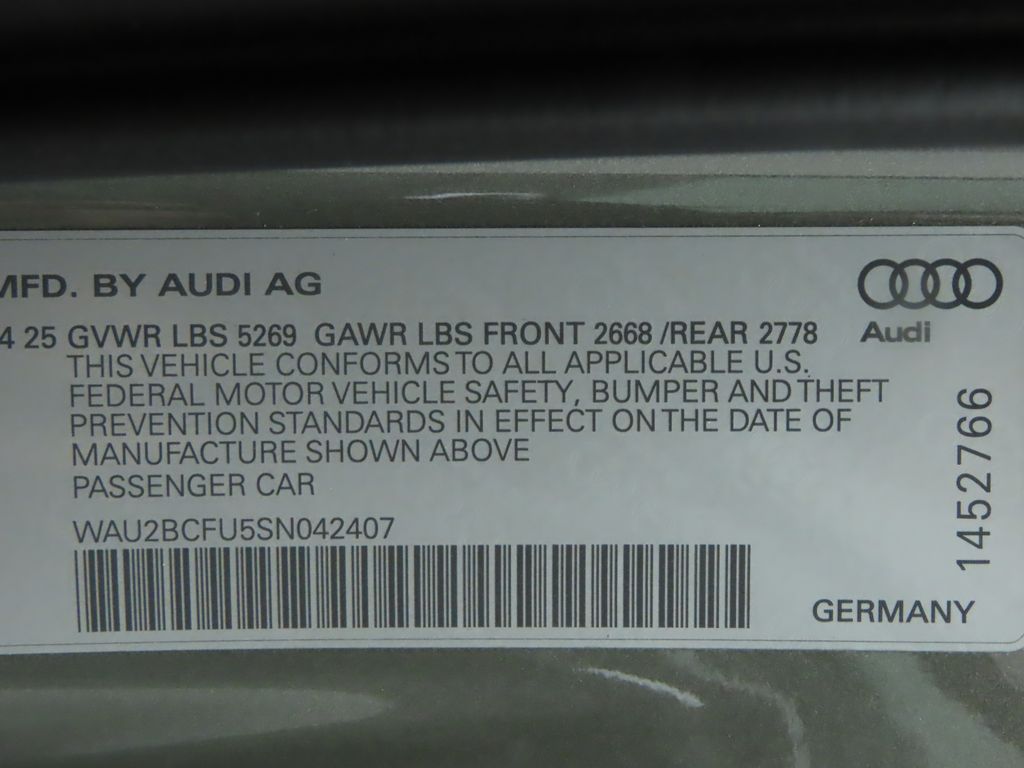 MFD. BY AUDI AG
4 25 GVWR LBS 5269 GAWR LBS FRONT 2668 /REAR 2778
Audi
THIS VEHICLE CONFORMS TO ALL APPLICABLE U.S.
FEDERAL MOTOR VEHICLE SAFETY, BUMPER AND THEFT
PREVENTION STANDARDS IN EFFECT ON THE DATE OF
MANUFACTURE SHOWN ABOVE
PASSENGER CAR
WAU2BCFU5SN042407
1452766
GERMANY